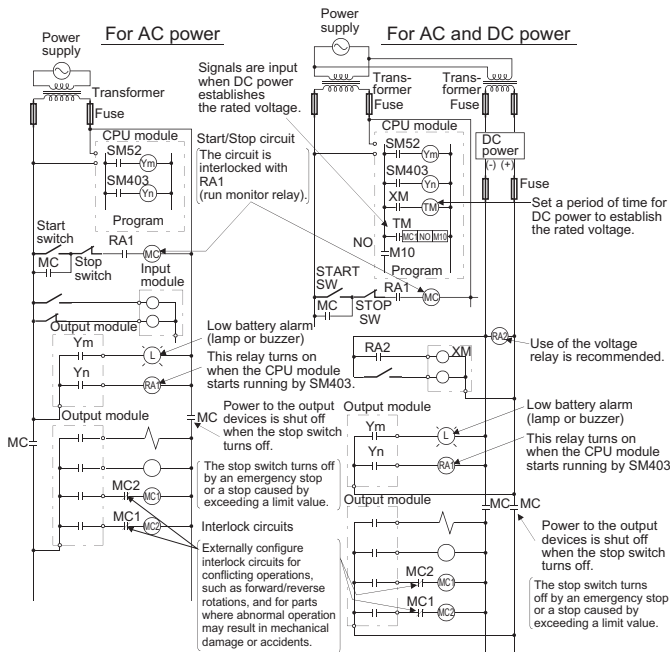 For AC power
Power
supply
Transformer
Fuse
CPU module
SM52
Ym
SM403
Yn
Program
Start
switch
RA1
MC
MC
Stop
switch
Input
module
Output module
Ym
L
Yn
RA1
MC
MC
Output module
MC2
MC1
MC1
MC2
Start/Stop circuit
The circuit is
interlocked with
RA1
(run monitor relay).
Signals are input
when DC power
establishes
the rated voltage.
Low battery alarm
(lamp or buzzer)
This relay turns on
when the CPU module
starts running by SM403.
Power to the output
devices is shut off
when the stop switch
turns off.
The stop switch turns off
by an emergency stop
or a stop caused by
exceeding a limit value.
Interlock circuits
Externally configure
interlock circuits for
conflicting operations,
such as forward/reverse
rotations, and for parts
where abnormal operation
may result in mechanical
damage or accidents.
For AC and DC power
Power
supply
Trans-
former
Fuse
Trans-
former
Fuse
CPU module
SM52
Ym
SM403
Yn
XM
TM
TM
MC1 N0 M10
N0
M10
Program
DC
power
(-) (+)
Fuse
Set a period of time for
DC power to establish
the rated voltage.
START
SW
RA1
MC
MC
STOP
SW
RA2
XM
RA2
Use of the voltage
relay is recommended.
Output module
Ym
L
Yn
RA1
Low battery alarm
(lamp or buzzer)
This relay turns on
when the CPU module
starts running by SM403
Output module
MC
MC
MC2
MC1
MC1
MC2
Power to the output
devices is shut off
when the stop switch
turns off.
The stop switch turns
off by an emergency stop
or a stop caused by
exceeding a limit value.